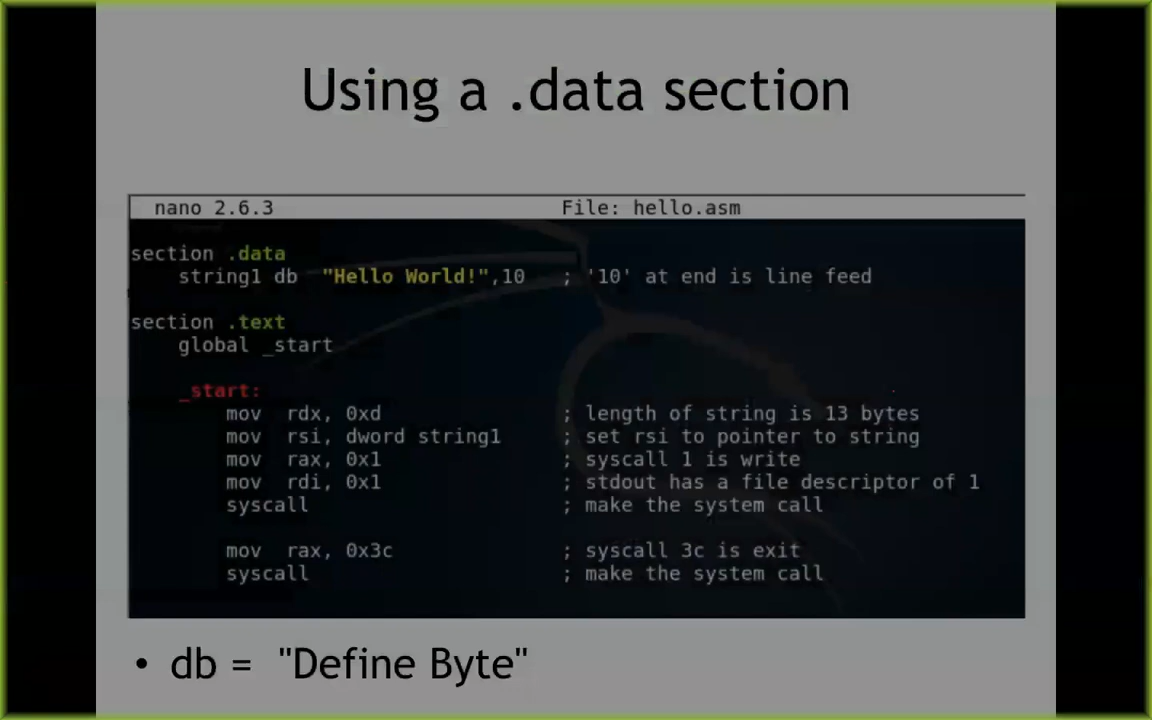 Using a .data section
nano 2.6.3 File: hello.asm
section .data
string1 db "Hello World!",10 ; '10' at end is line feed
section .text
global _start
_start:
mov rdx, 0xd ; length of string is 13 bytes
mov rsi, dword string1 ; set rsi to pointer to string
mov rax, 0x1 ; syscall 1 is write
mov rdi, 0x1 ; stdout has a file descriptor of 1
syscall ; make the system call
mov rax, 0x3c ; syscall 3c is exit
syscall ; make the system call
• db = "Define Byte"